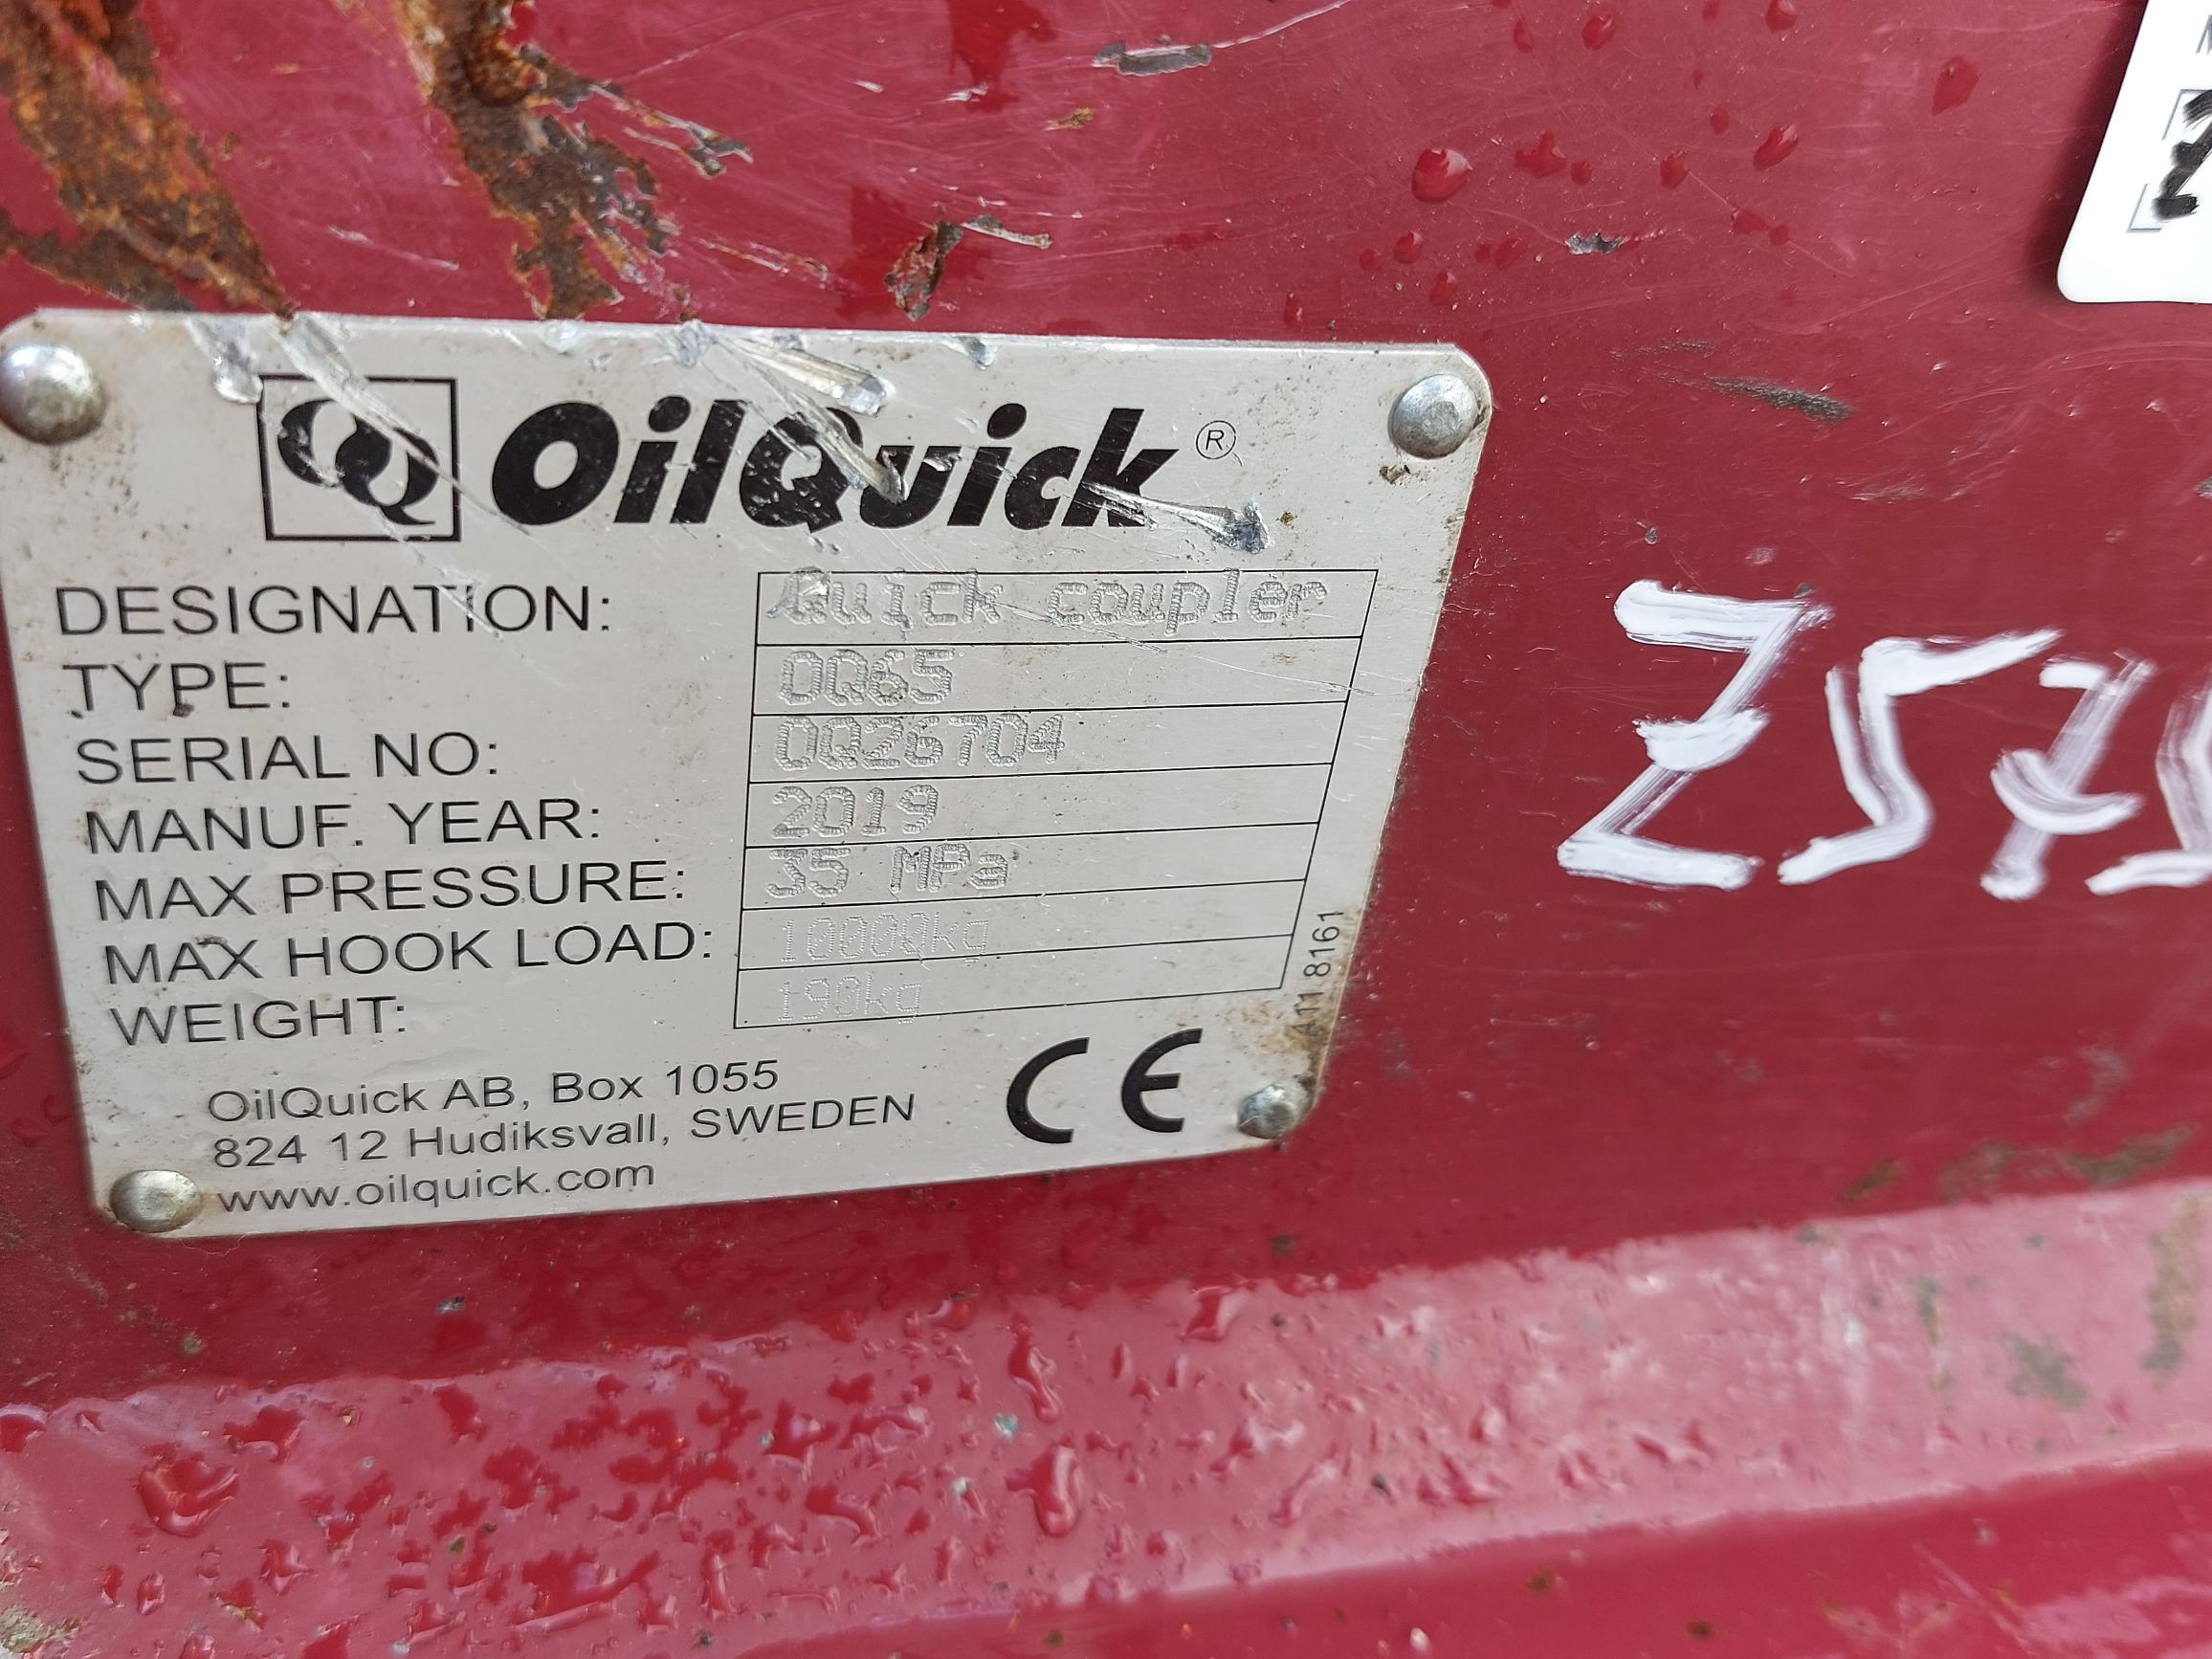 OilQuick®
DESIGNATION: Quick coupler
TYPE: OQ65
SERIAL NO: OQ26704
MANUF. YEAR: 2019
MAX PRESSURE: 35 MPa
MAX HOOK LOAD: 10000kg
WEIGHT: 190kg
A11.8161
OilQuick AB, Box 1055
824 12 Hudiksvall, SWEDEN
www.oilquick.com
CE